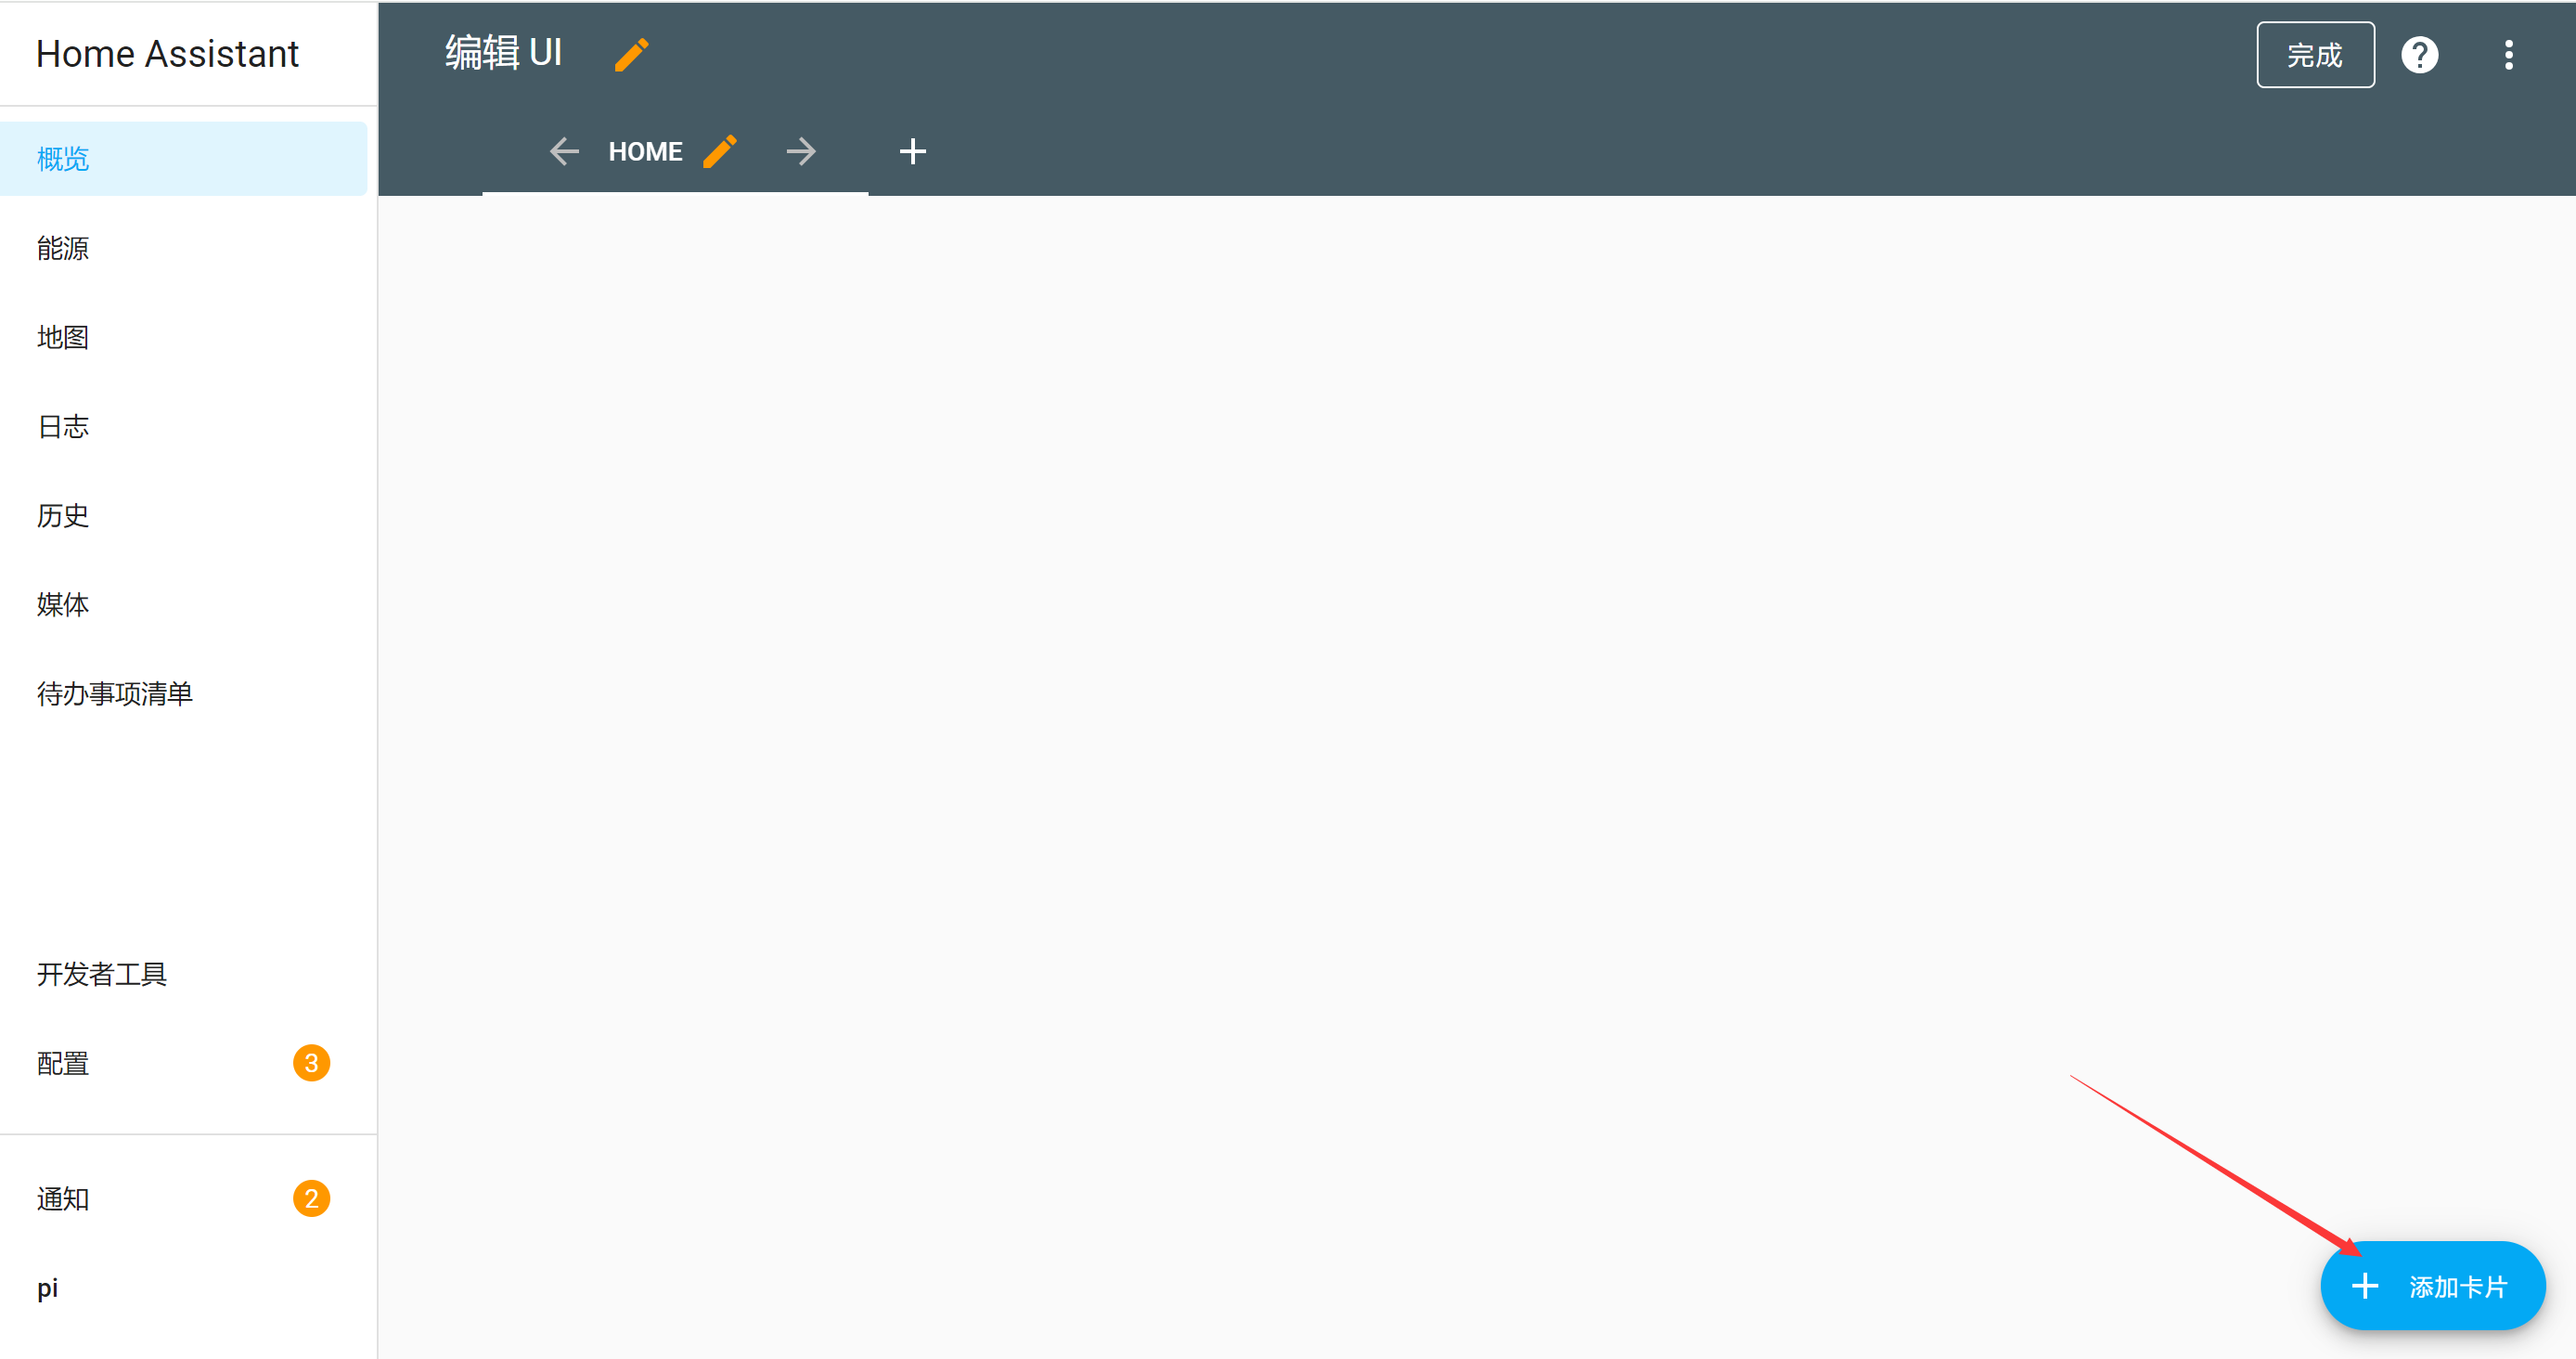 Home Assistant
编辑 UI
完成
HOME
概览
能源
地图
日志
历史
媒体
待办事项清单
开发者工具
配置 3
通知 2
pi
添加卡片